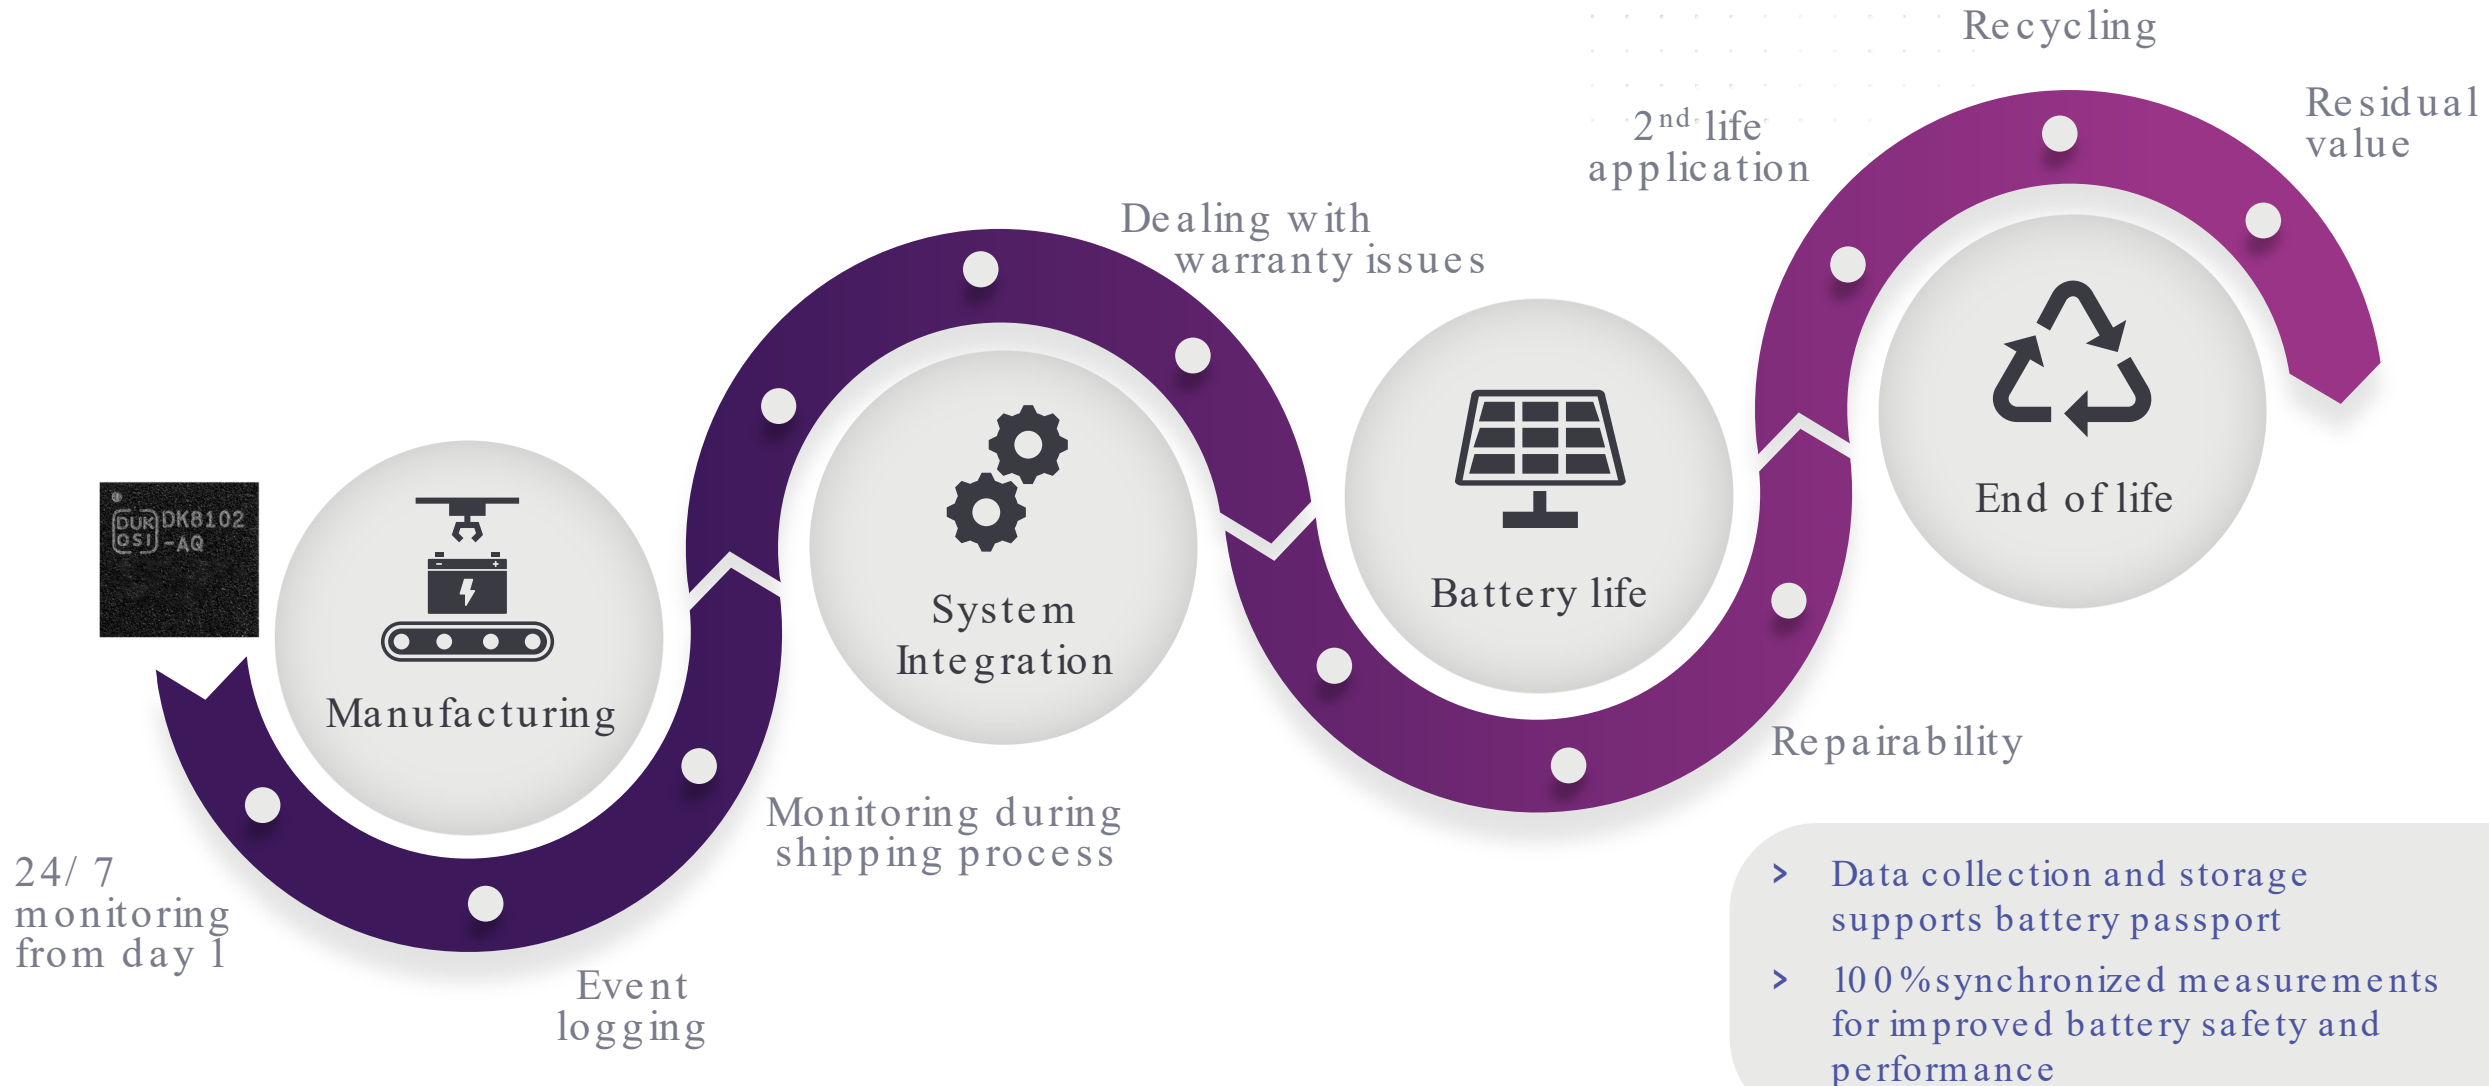 Recycling
Residual
value
2nd life
application
Dealing with
warranty issues
DUK
OSI
DK8102
-AQ
Manufacturing
System
Integration
Battery life
End of life
24/7
monitoring
from day 1
Event
logging
Monitoring during
shipping process
Repairability
> Data collection and storage
supports battery passport
> 100% synchronized measurements
for improved battery safety and
performance